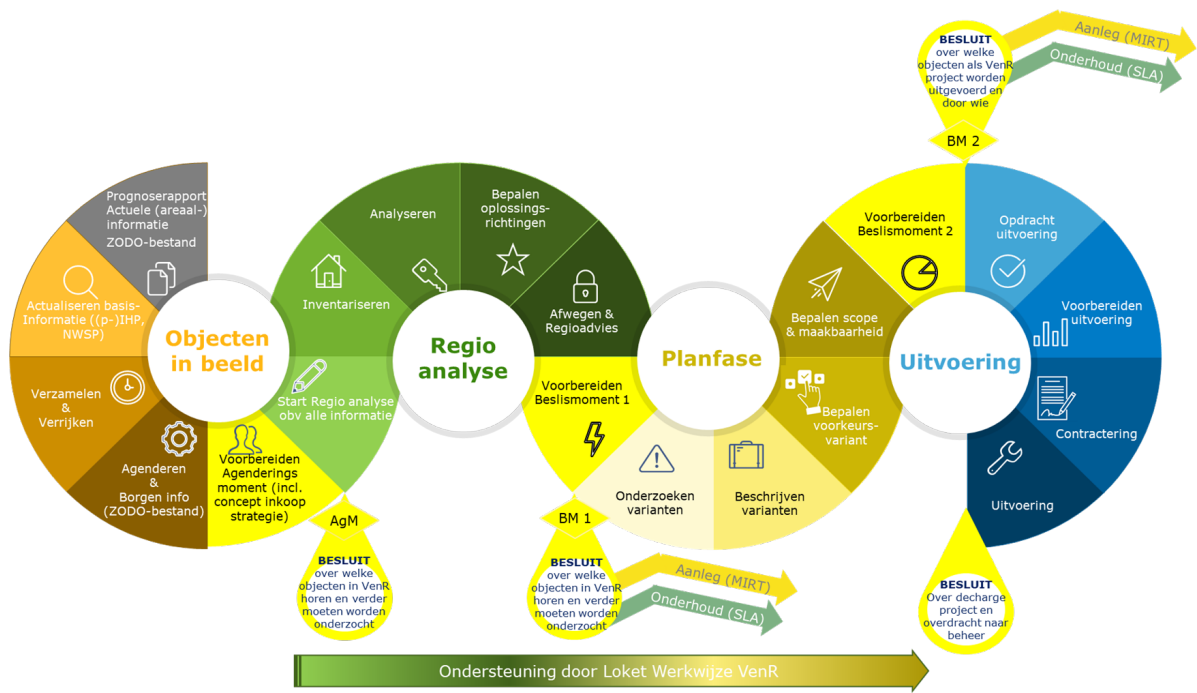 Prognoserapport
Actuele (areaal-)
informatie
ZODO-bestand
Actualiseren basis-
Informatie ((p-)IHP,
NWSP)
Verzamelen
&
Verrijken
Agenderen
&
Borgen info
(ZODO-bestand)
Voorbereiden
Agenderings
moment (incl.
concept inkoop
strategie)
Objecten
in beeld
Start Regio analyse
obv alle informatie
Inventariseren
Analyseren
Bepalen
oplossings-
richtingen
Afwegen &
Regioadvies
Regio
analyse
AgM
BESLUIT
over welke
objecten in VenR
horen en verder
moeten worden
onderzocht
Voorbereiden
Beslismoment 1
BM 1
BESLUIT
over welke
objecten in VenR
horen en verder
moeten worden
onderzocht
Aanleg (MIRT)
Onderhoud (SLA)
Onderzoeken
varianten
Beschrijven
varianten
Bepalen
voorkeurs-
variant
Bepalen scope
& maakbaarheid
Planfase
Voorbereiden
Beslismoment 2
BM 2
BESLUIT
over welke
objecten als VenR
project worden
uitgevoerd en
door wie
Aanleg (MIRT)
Onderhoud (SLA)
Opdracht
uitvoering
Voorbereiden
uitvoering
Contractering
Uitvoering
Uitvoering
BESLUIT
Over decharge
project en
overdracht naar
beheer
Ondersteuning door Loket Werkwijze VenR